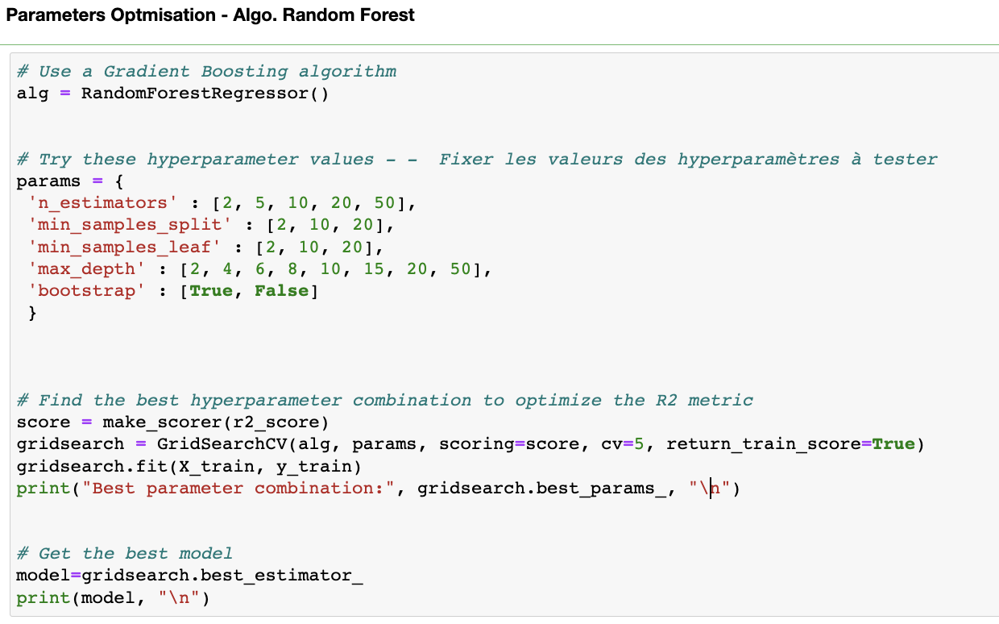 Parameters Optmisation - Algo. Random Forest
# Use a Gradient Boosting algorithm
alg = RandomForestRegressor()
# Try these hyperparameter values - -  Fixer les valeurs des hyperparamètres à tester
params = {
 'n_estimators' : [2, 5, 10, 20, 50],
 'min_samples_split' : [2, 10, 20],
 'min_samples_leaf' : [2, 10, 20],
 'max_depth' : [2, 4, 6, 8, 10, 15, 20, 50],
 'bootstrap' : [True, False]
 }
# Find the best hyperparameter combination to optimize the R2 metric
score = make_scorer(r2_score)
gridsearch = GridSearchCV(alg, params, scoring=score, cv=5, return_train_score=True)
gridsearch.fit(X_train, y_train)
print("Best parameter combination:", gridsearch.best_params_, "\n")
# Get the best model
model=gridsearch.best_estimator_
print(model, "\n")